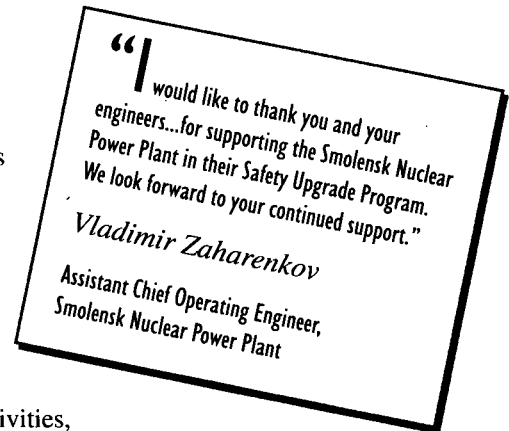 “I would like to thank you and your
engineers...for supporting the Smolensk Nuclear
Power Plant in their Safety Upgrade Program.
We look forward to your continued support.”
Vladimir Zaharenkov
Assistant Chief Operating Engineer,
Smolensk Nuclear Power Plant